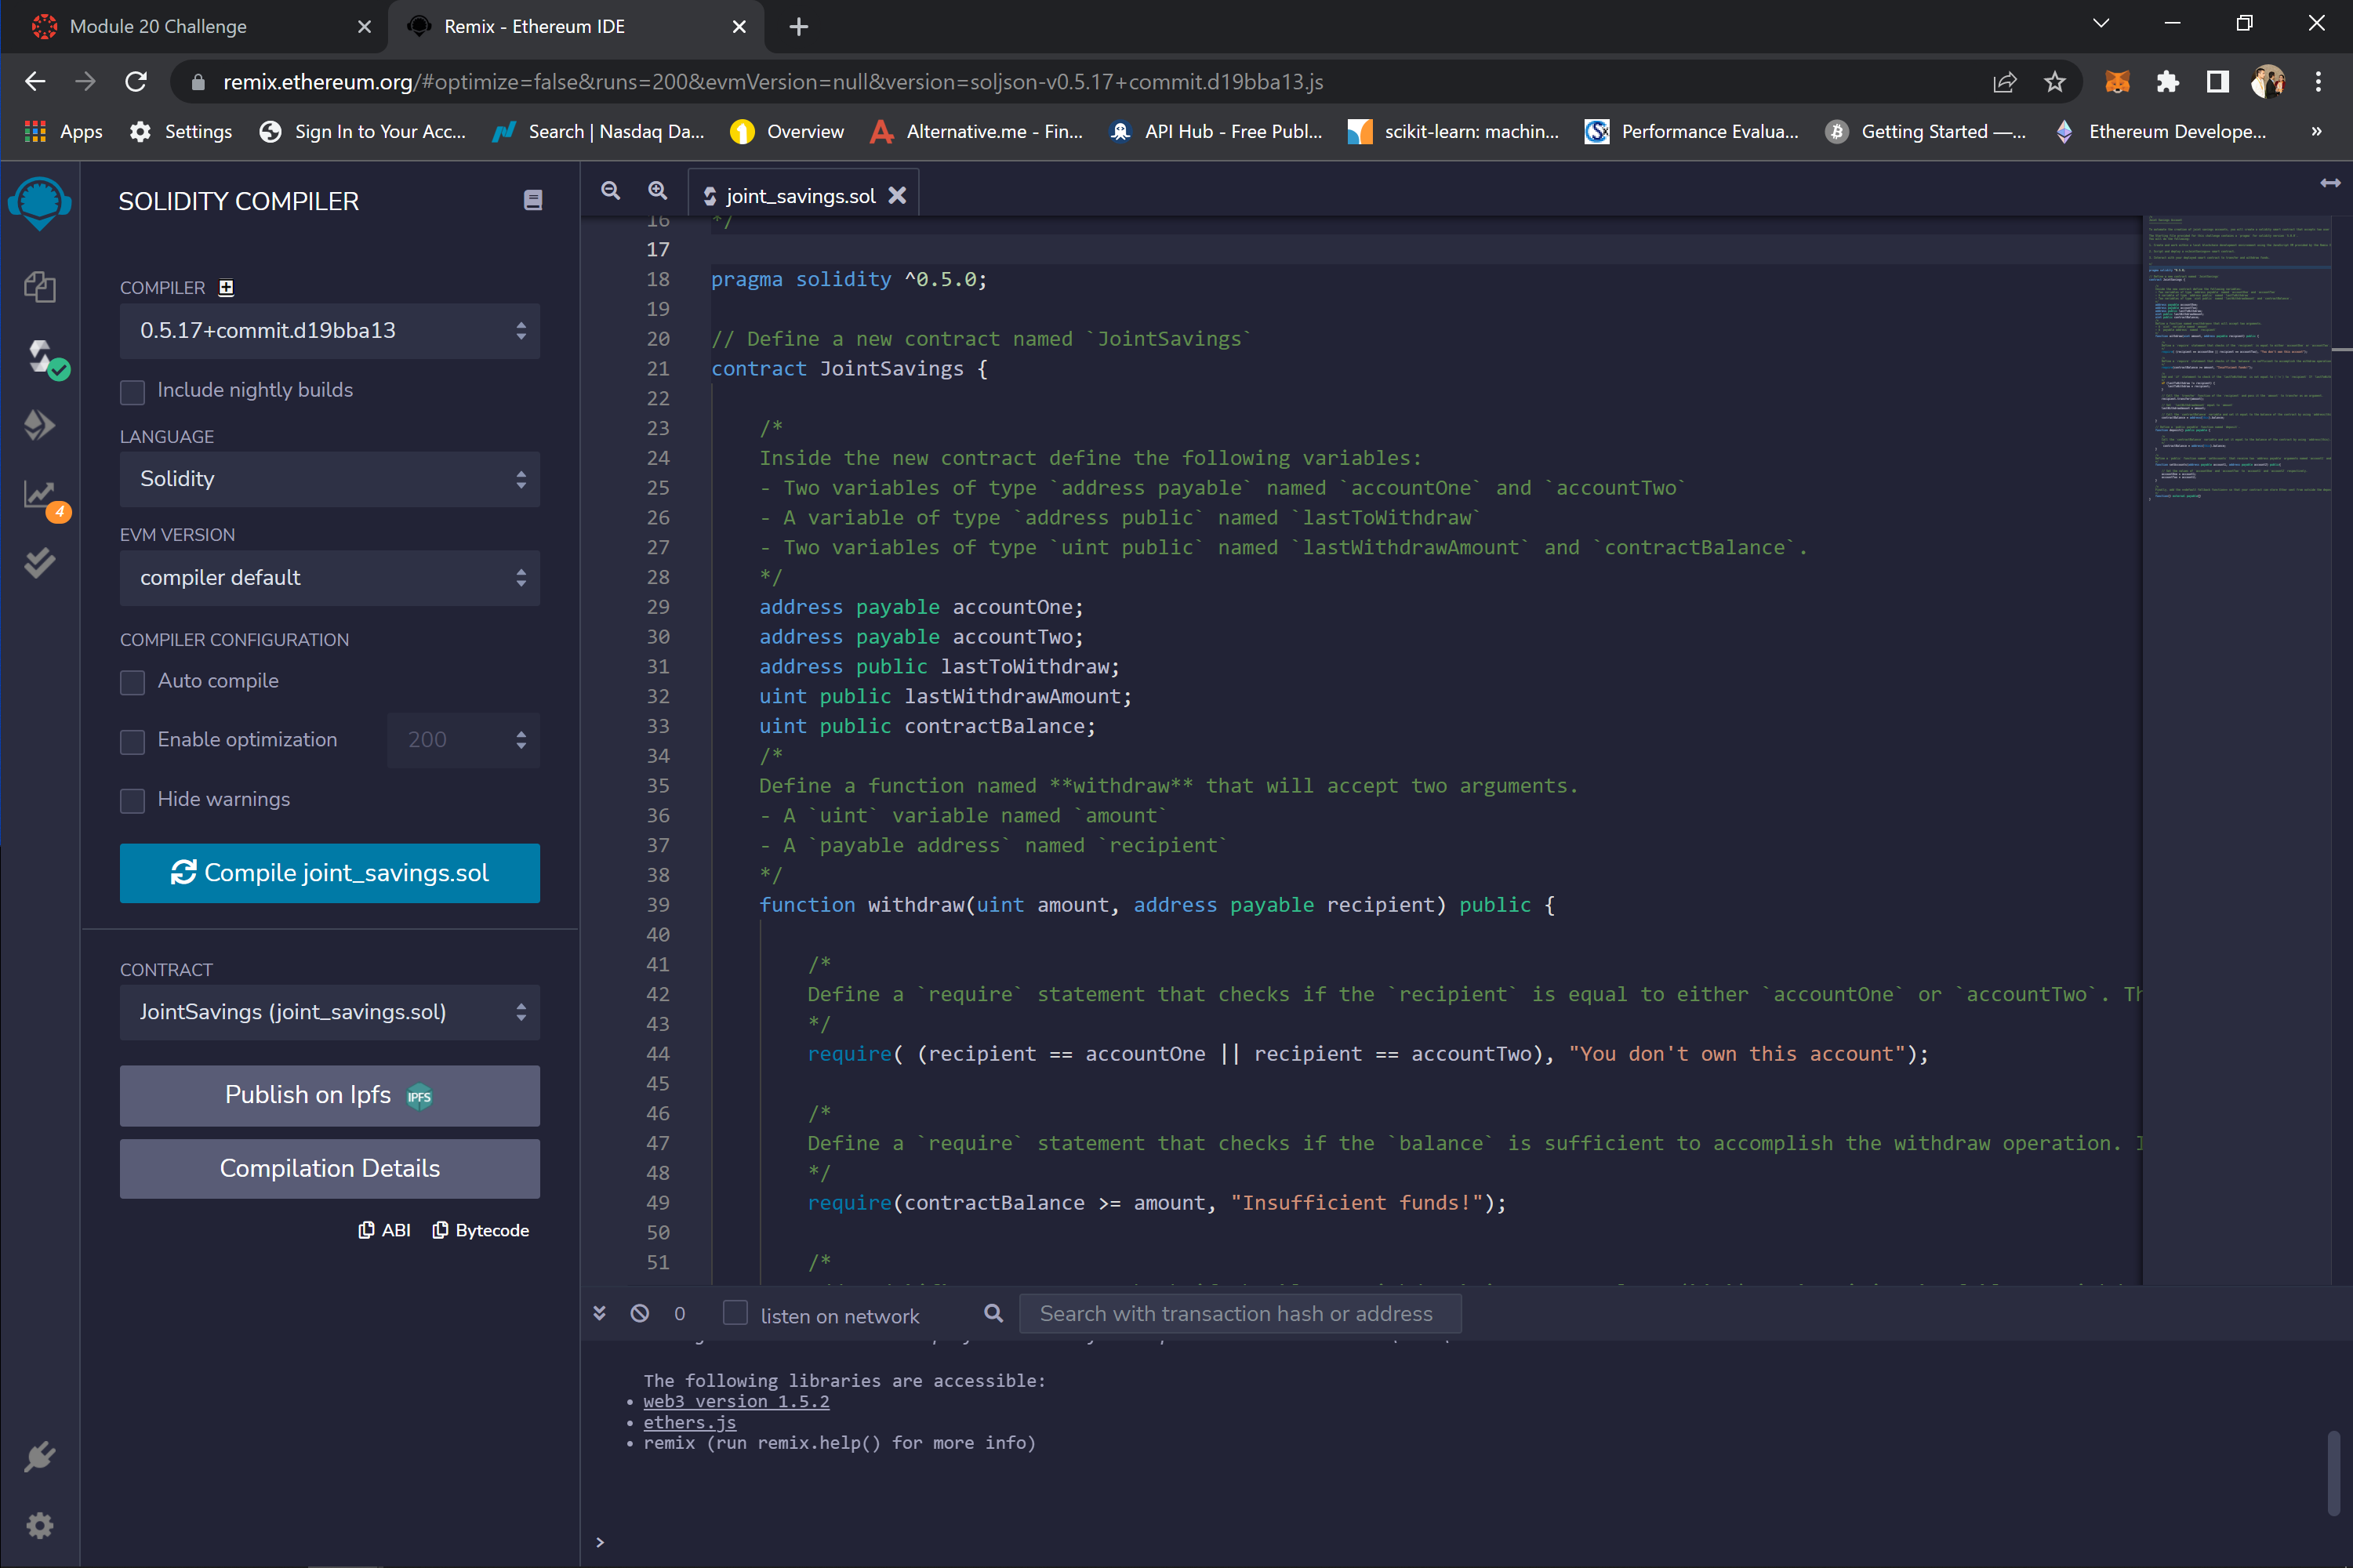 Module 20 Challenge
Remix - Ethereum IDE
remix.ethereum.org/#optimize=false&runs=200&evmVersion=null&version=soljson-v0.5.17+commit.d19bba13.js
Apps
Settings
Sign In to Your Acc...
Search | Nasdaq Da...
Overview
Alternative.me - Fin...
API Hub - Free Publ...
scikit-learn: machin...
Performance Evalua...
Getting Started —...
Ethereum Develope...
»
SOLIDITY COMPILER
COMPILER
0.5.17+commit.d19bba13
Include nightly builds
LANGUAGE
Solidity
EVM VERSION
compiler default
COMPILER CONFIGURATION
Auto compile
Enable optimization
200
Hide warnings
Compile joint_savings.sol
CONTRACT
JointSavings (joint_savings.sol)
Publish on Ipfs
IPFS
Compilation Details
ABI
Bytecode
4
joint_savings.sol
16 */
17
18 pragma solidity ^0.5.0;
19
20 // Define a new contract named `JointSavings`
21 contract JointSavings {
22
23 /*
24 Inside the new contract define the following variables:
25 - Two variables of type `address payable` named `accountOne` and `accountTwo`
26 - A variable of type `address public` named `lastToWithdraw`
27 - Two variables of type `uint public` named `lastWithdrawAmount` and `contractBalance`.
28 */
29 address payable accountOne;
30 address payable accountTwo;
31 address public lastToWithdraw;
32 uint public lastWithdrawAmount;
33 uint public contractBalance;
34 /*
35 Define a function named **withdraw** that will accept two arguments.
36 - A `uint` variable named `amount`
37 - A `payable address` named `recipient`
38 */
39 function withdraw(uint amount, address payable recipient) public {
40
41 /*
42 Define a `require` statement that checks if the `recipient` is equal to either `accountOne` or `accountTwo`. Th
43 */
44 require( (recipient == accountOne || recipient == accountTwo), "You don't own this account");
45
46 /*
47 Define a `require` statement that checks if the `balance` is sufficient to accomplish the withdraw operation. I
48 */
49 require(contractBalance >= amount, "Insufficient funds!");
50
51 /*
0
listen on network
Search with transaction hash or address
The following libraries are accessible:
• web3 version 1.5.2
• ethers.js
• remix (run remix.help() for more info)
>